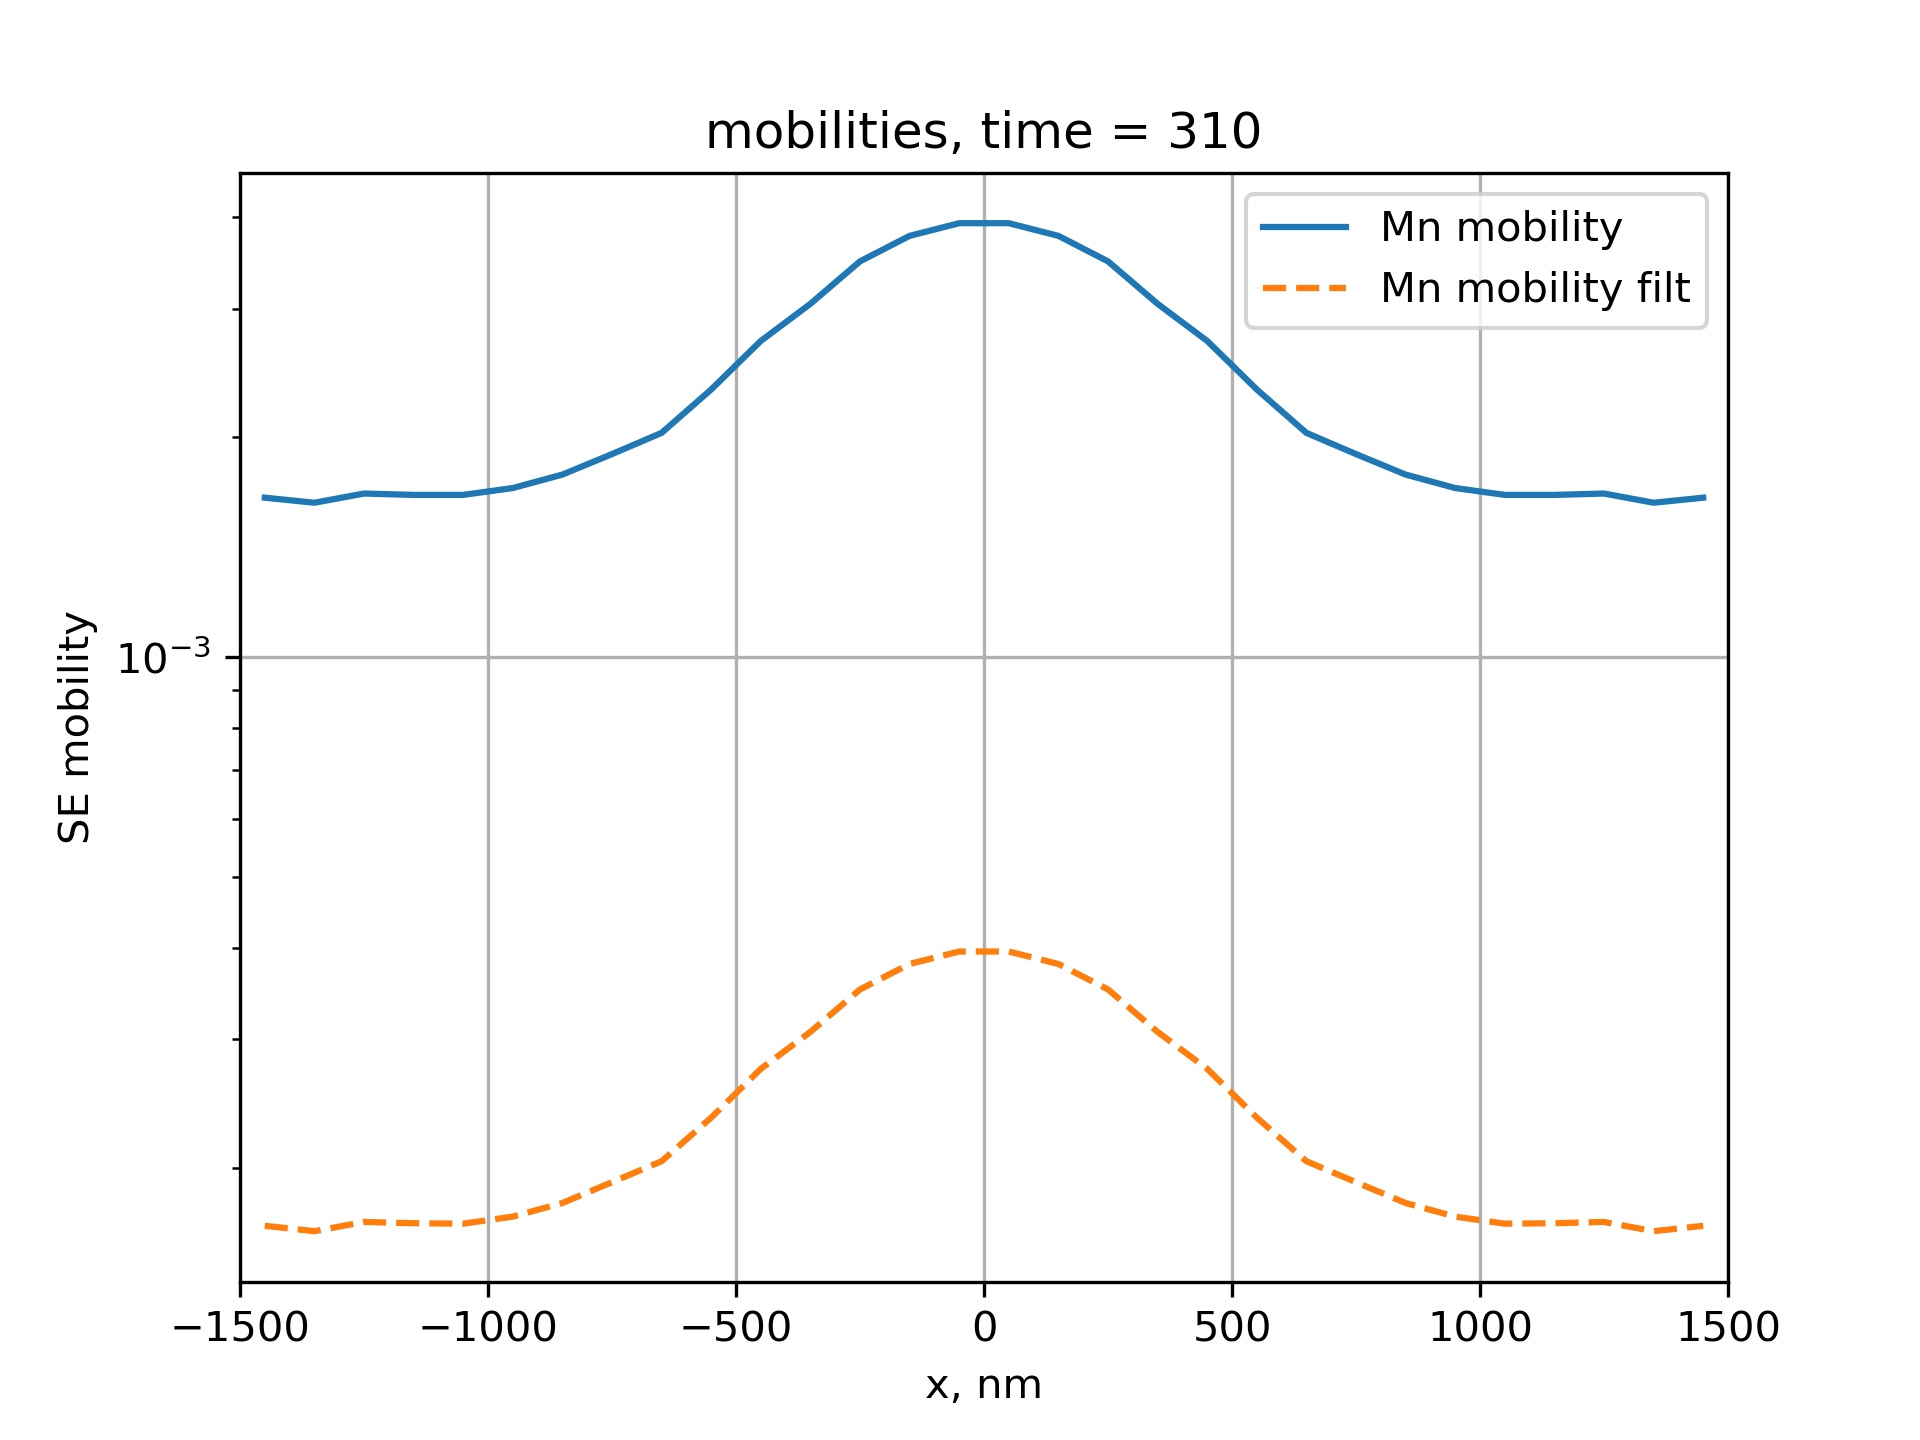 mobilities, time = 310
Mn mobility
Mn mobility filt
SE mobility
10⁻³
−1500
−1000
−500
0
500
1000
1500
x, nm